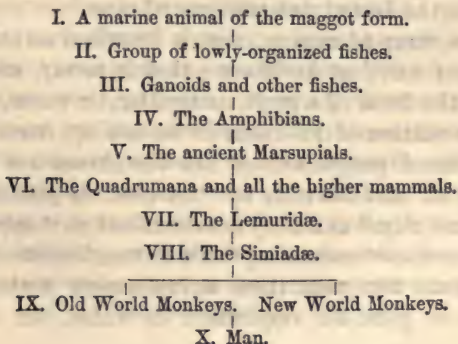 I. A marine animal of the maggot form.
II. Group of lowly-organized fishes.
III. Ganoids and other fishes.
IV. The Amphibians.
V. The ancient Marsupials.
VI. The Quadrumana and all the higher mammals.
VII. The Lemuridæ.
VIII. The Simiadæ.
IX. Old World Monkeys. New World Monkeys.
X. Man.